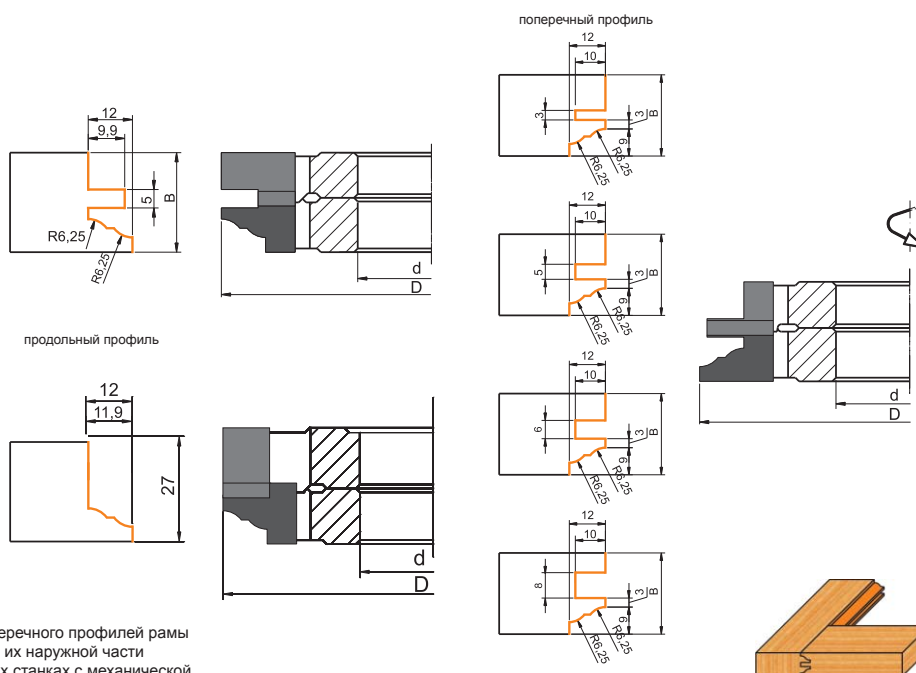 поперечный профиль
12
10
3
3
B
9
R6,25
R6,25
12
9,9
5
B
R6,25
R6,25
d
D
12
10
5
3
B
9
R6,25
R6,25
d
D
продольный профиль
12
11,9
27
d
D
12
10
6
3
B
9
R6,25
R6,25
12
10
8
3
B
9
R6,25
R6,25
еречного профилей рамы
их наружной части
х станках с механической